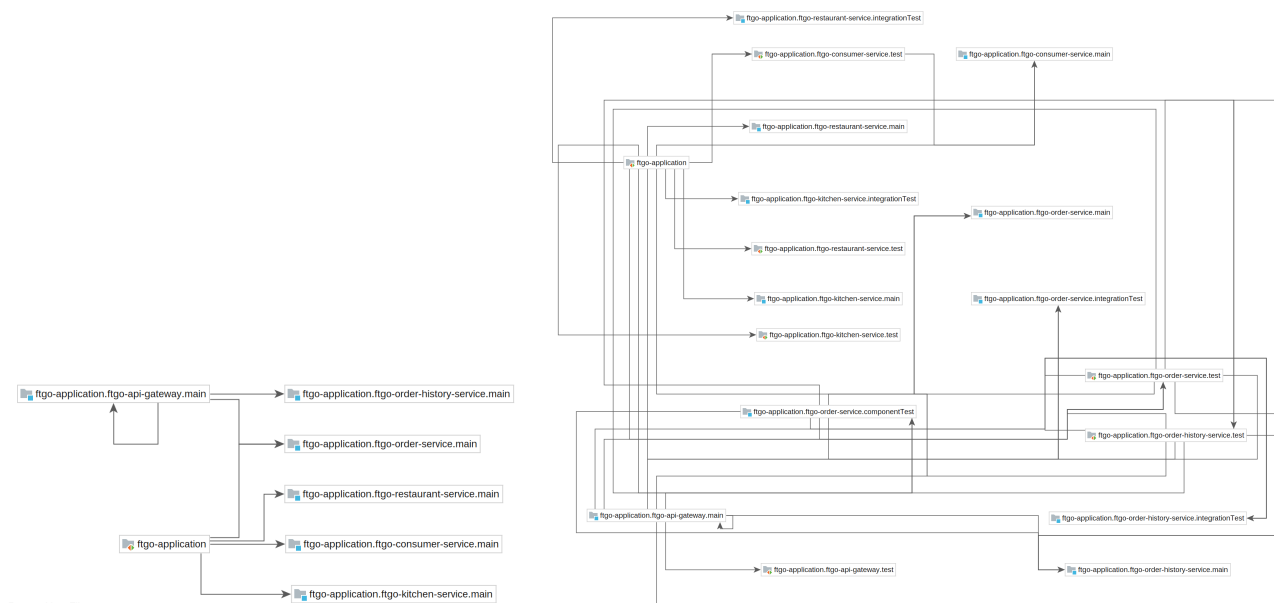 ftgo-application.ftgo-api-gateway.main
ftgo-application.ftgo-order-history-service.main
ftgo-application.ftgo-order-service.main
ftgo-application.ftgo-restaurant-service.main
ftgo-application
ftgo-application.ftgo-consumer-service.main
ftgo-application.ftgo-kitchen-service.main
ftgo-application.ftgo-restaurant-service.integrationTest
ftgo-application.ftgo-consumer-service.test
ftgo-application.ftgo-consumer-service.main
ftgo-application.ftgo-restaurant-service.main
ftgo-application
ftgo-application.ftgo-kitchen-service.integrationTest
ftgo-application.ftgo-order-service.main
ftgo-application.ftgo-restaurant-service.test
ftgo-application.ftgo-kitchen-service.main
ftgo-application.ftgo-order-service.integrationTest
ftgo-application.ftgo-kitchen-service.test
ftgo-application.ftgo-order-service.test
ftgo-application.ftgo-order-service.componentTest
ftgo-application.ftgo-order-history-service.test
ftgo-application.ftgo-api-gateway.main
ftgo-application.ftgo-order-history-service.integrationTest
ftgo-application.ftgo-api-gateway.test
ftgo-application.ftgo-order-history-service.main